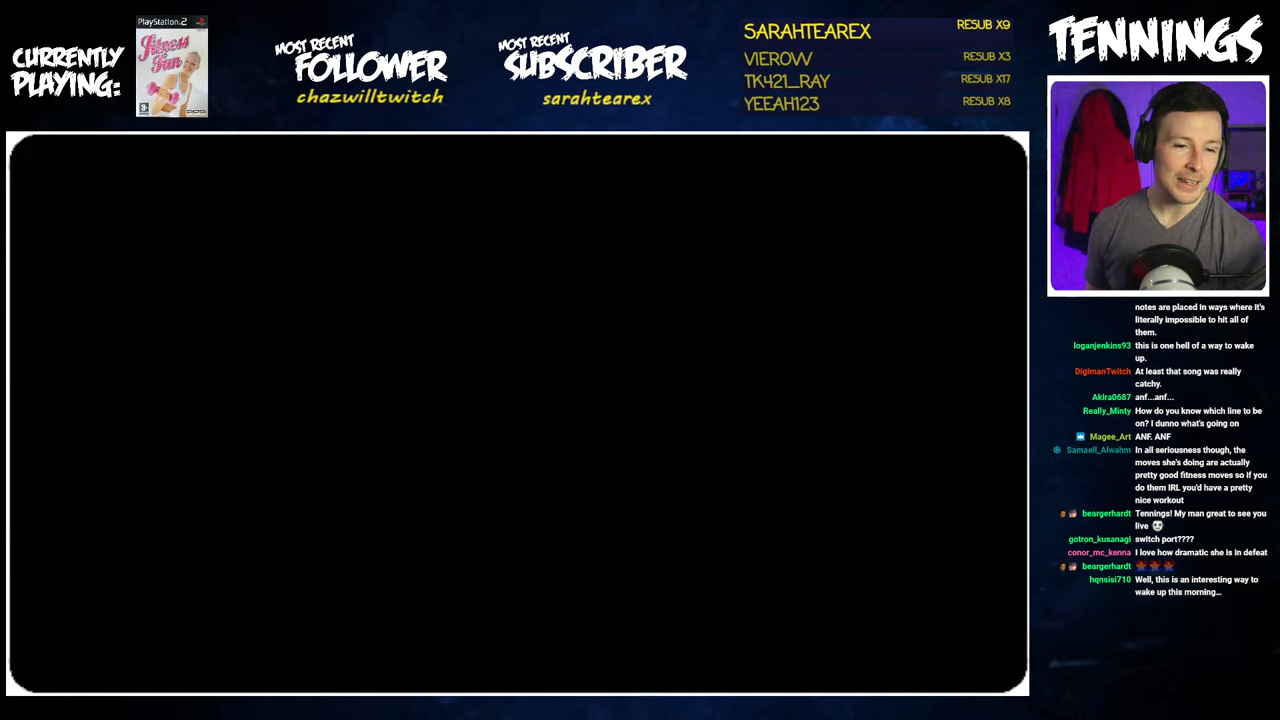 CURRENTLY
PLAYING:
PlayStation 2
Fitness
Fun
MOST RECENT
FOLLOWER
chazwilltwitch
MOST RECENT
SUBSCRIBER
sarahtearex
SARAHTEAREX RESUB X9
VIEROW RESUB X3
TK421_RAY RESUB X17
YEEAH123 RESUB X8
TENNINGS
notes are placed in ways where it's
literally impossible to hit all of
them.
loganjenkins93 this is one hell of a way to wake
up.
DigimanTwitch At least that song was really
catchy.
Akira0687 anf...anf...
Really_Minty How do you know which line to be
on? I dunno what's going on
Magee_Art ANF. ANF
Samaell_Alwahm In all seriousness though, the
moves she's doing are actually
pretty good fitness moves so if you
do them IRL you'd have a pretty
nice workout
beargerhardt Tennings! My man great to see you
live
gotron_kusanagi switch port????
conor_mc_kenna I love how dramatic she is in defeat
beargerhardt
hqnsisi710 Well, this is an interesting way to
wake up this morning...